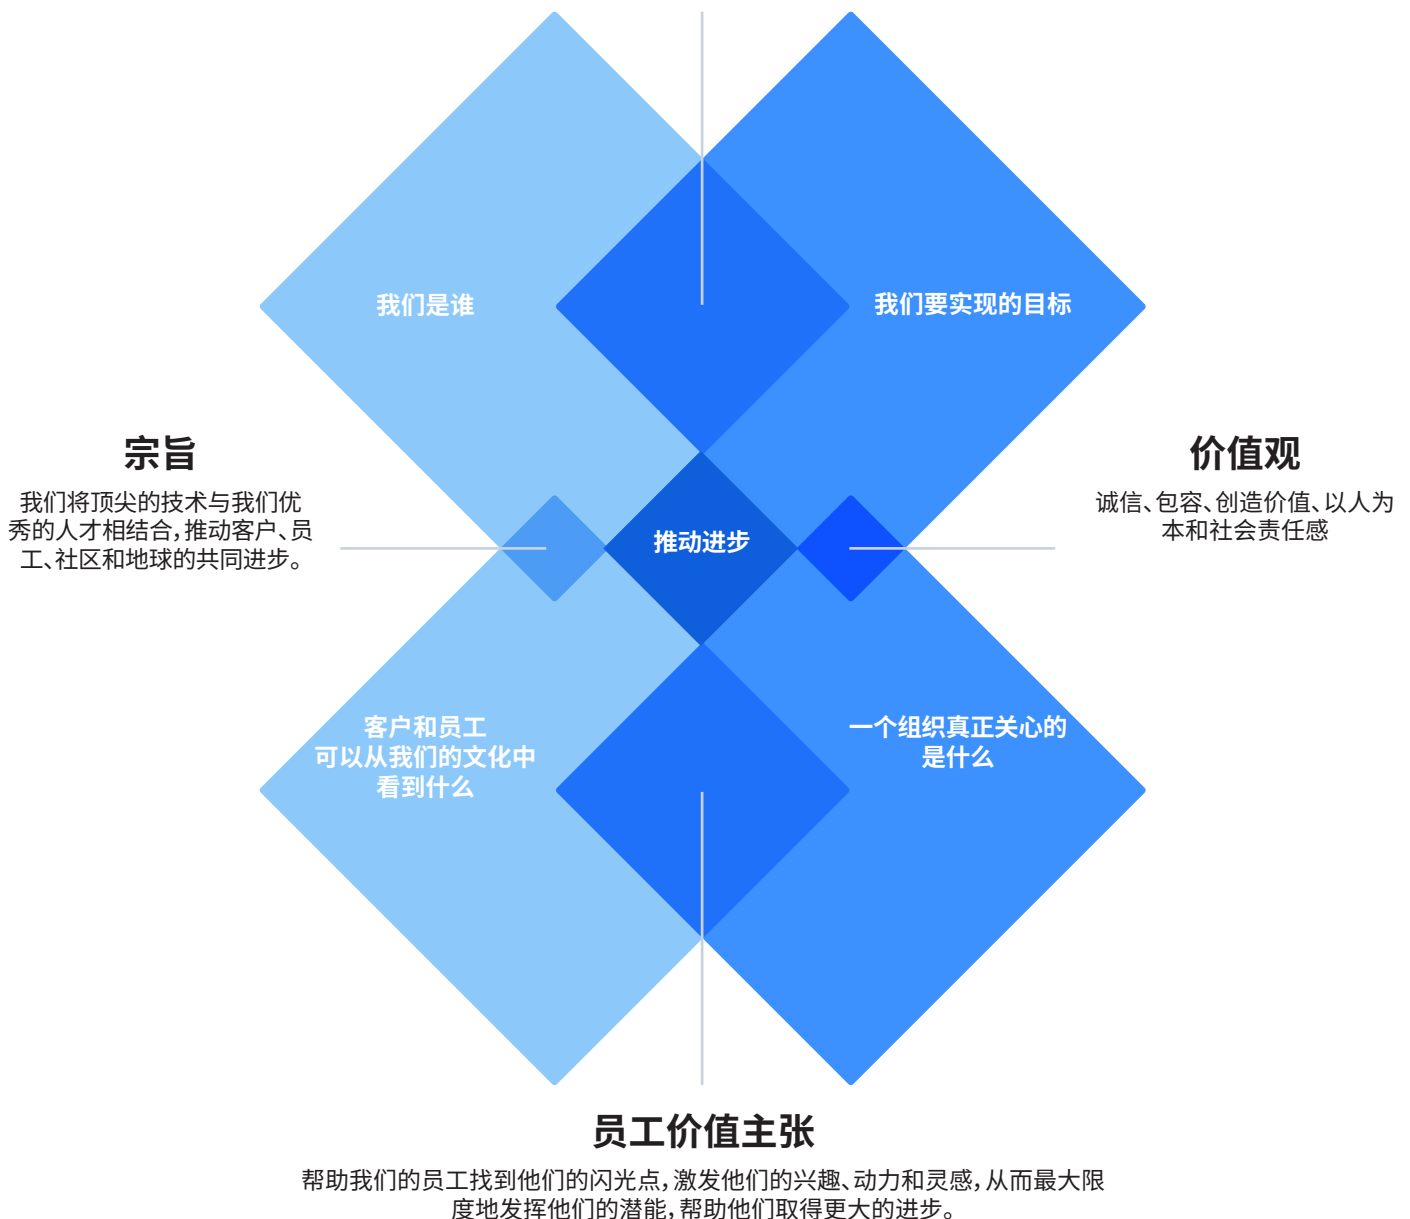 我们是谁
我们要实现的目标
宗旨
我们将顶尖的技术与我们优
秀的人才相结合，推动客户、员
工、社区和地球的共同进步。
推动进步
价值观
诚信、包容、创造价值、以人为
本和社会责任感
客户和员工
可以从我们的文化中
看到什么
一个组织真正关心的
是什么
员工价值主张
帮助我们的员工找到他们的闪光点，激发他们的兴趣、动力和灵感，从而最大限
度地发挥他们的潜能，帮助他们取得更大的进步。